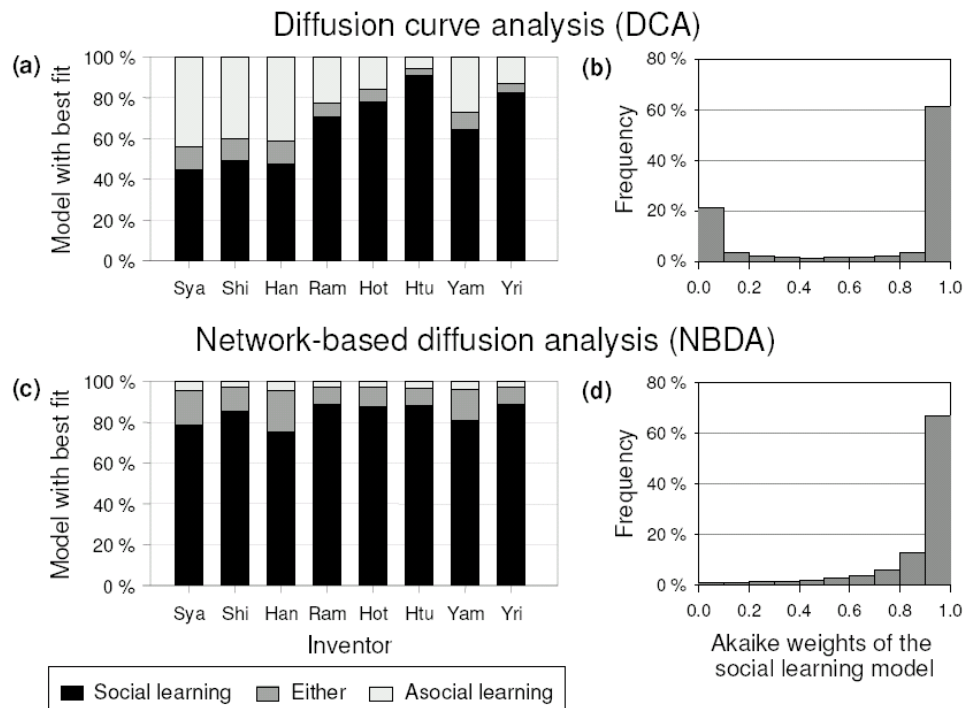 Diffusion curve analysis (DCA)
(a)
Model with best fit
100 %
80 %
60 %
40 %
20 %
0 %
Sya Shi Han Ram Hot Htu Yam Yri
(b)
Frequency
80 %
60 %
40 %
20 %
0 %
0.0 0.2 0.4 0.6 0.8 1.0
Network-based diffusion analysis (NBDA)
(c)
Model with best fit
100 %
80 %
60 %
40 %
20 %
0 %
Sya Shi Han Ram Hot Htu Yam Yri
Inventor
(d)
Frequency
80 %
60 %
40 %
20 %
0 %
0.0 0.2 0.4 0.6 0.8 1.0
Akaike weights of the
social learning model
Social learning Either Asocial learning